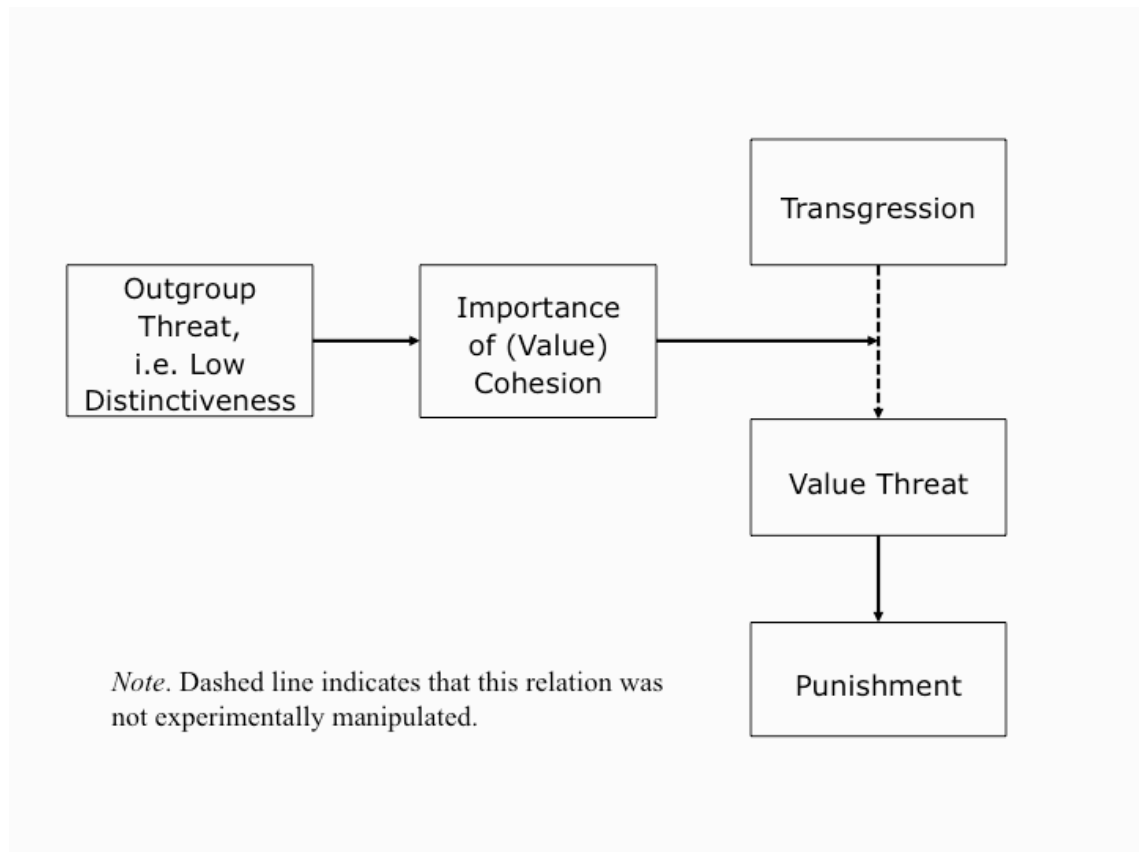 Transgression
Outgroup
Threat,
i.e. Low
Distinctiveness
Importance
of (Value)
Cohesion
Value Threat
Punishment
Note. Dashed line indicates that this relation was
not experimentally manipulated.